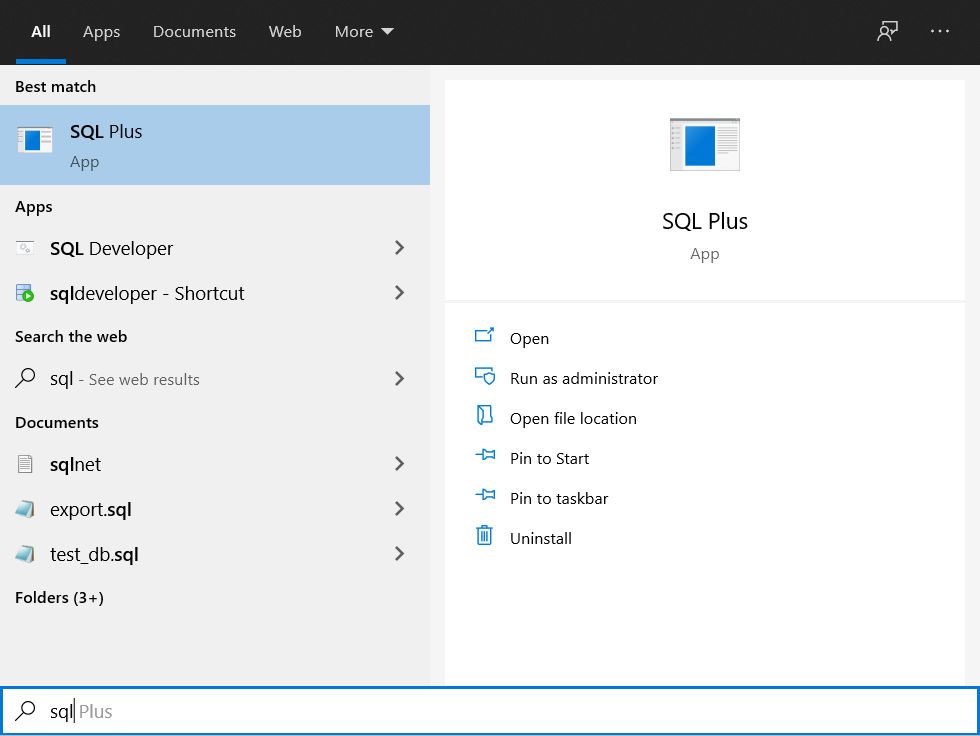 All Apps Documents Web More
Best match
SQL Plus
App
Apps
SQL Developer
sqldeveloper - Shortcut
Search the web
sql - See web results
Documents
sqlnet
export.sql
test_db.sql
Folders (3+)
SQL Plus
App
Open
Run as administrator
Open file location
Pin to Start
Pin to taskbar
Uninstall
sql Plus